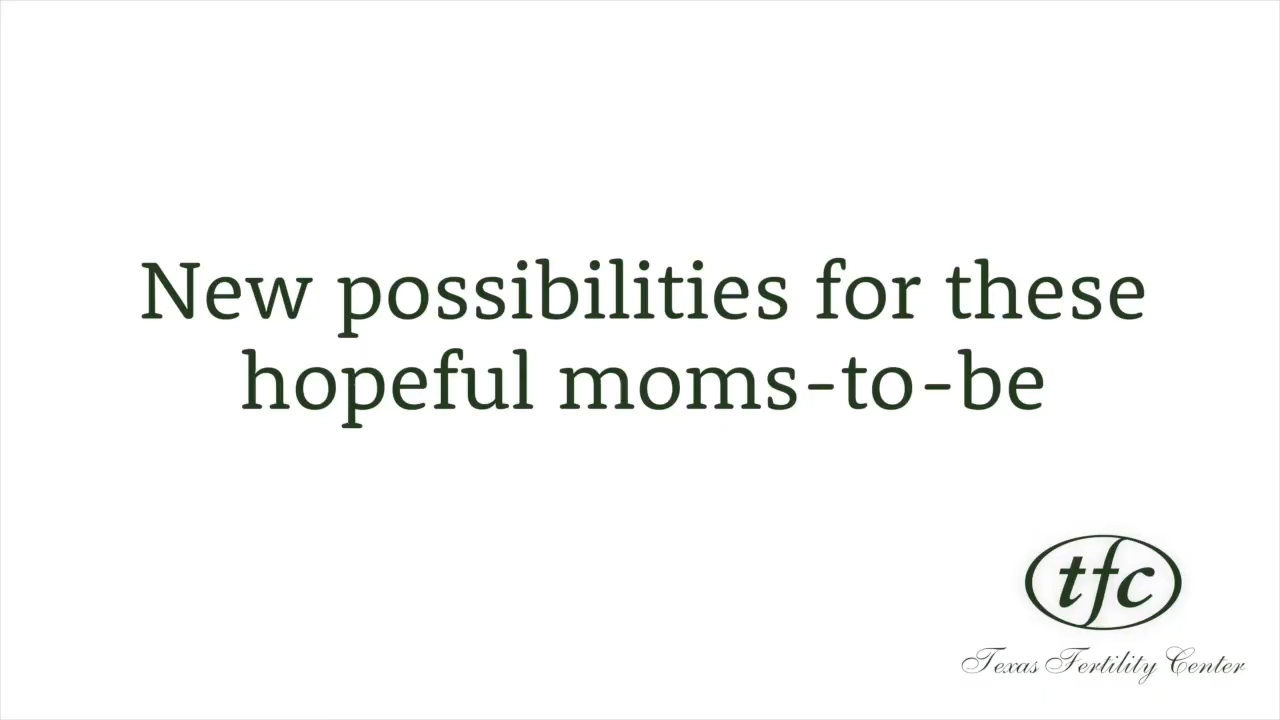 New possibilities for these
hopeful moms-to-be
tfc
Texas Fertility Center